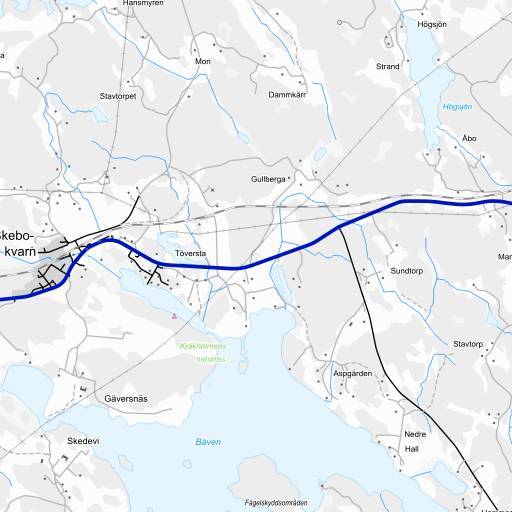 Hansmyren
Högsjön
Mon
Strand
Stavtorpet
Dammkärr
Högsjön
Åbo
Gullberga
Skebo-
kvarn
Töversta
Sundtorp
Kråkholmens
naturres
Stavtorp
Aspgården
Gäversnäs
Skedevi
Nedre
Hall
Båven
Fågelskyddsområden